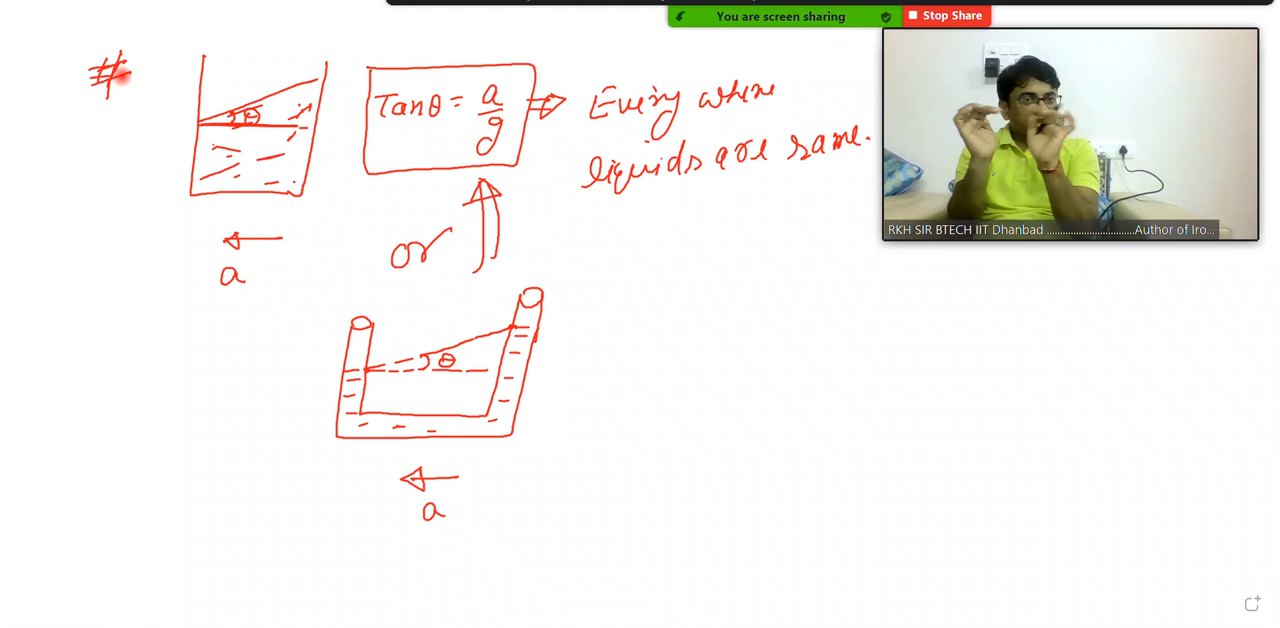 You are screen sharing
Stop Share
#
θ
Tanθ = a/g ⇒ Every where
liquids are same.
a
or
θ
a
RKH SIR BTECH IIT Dhanbad ................................Author of Iro...